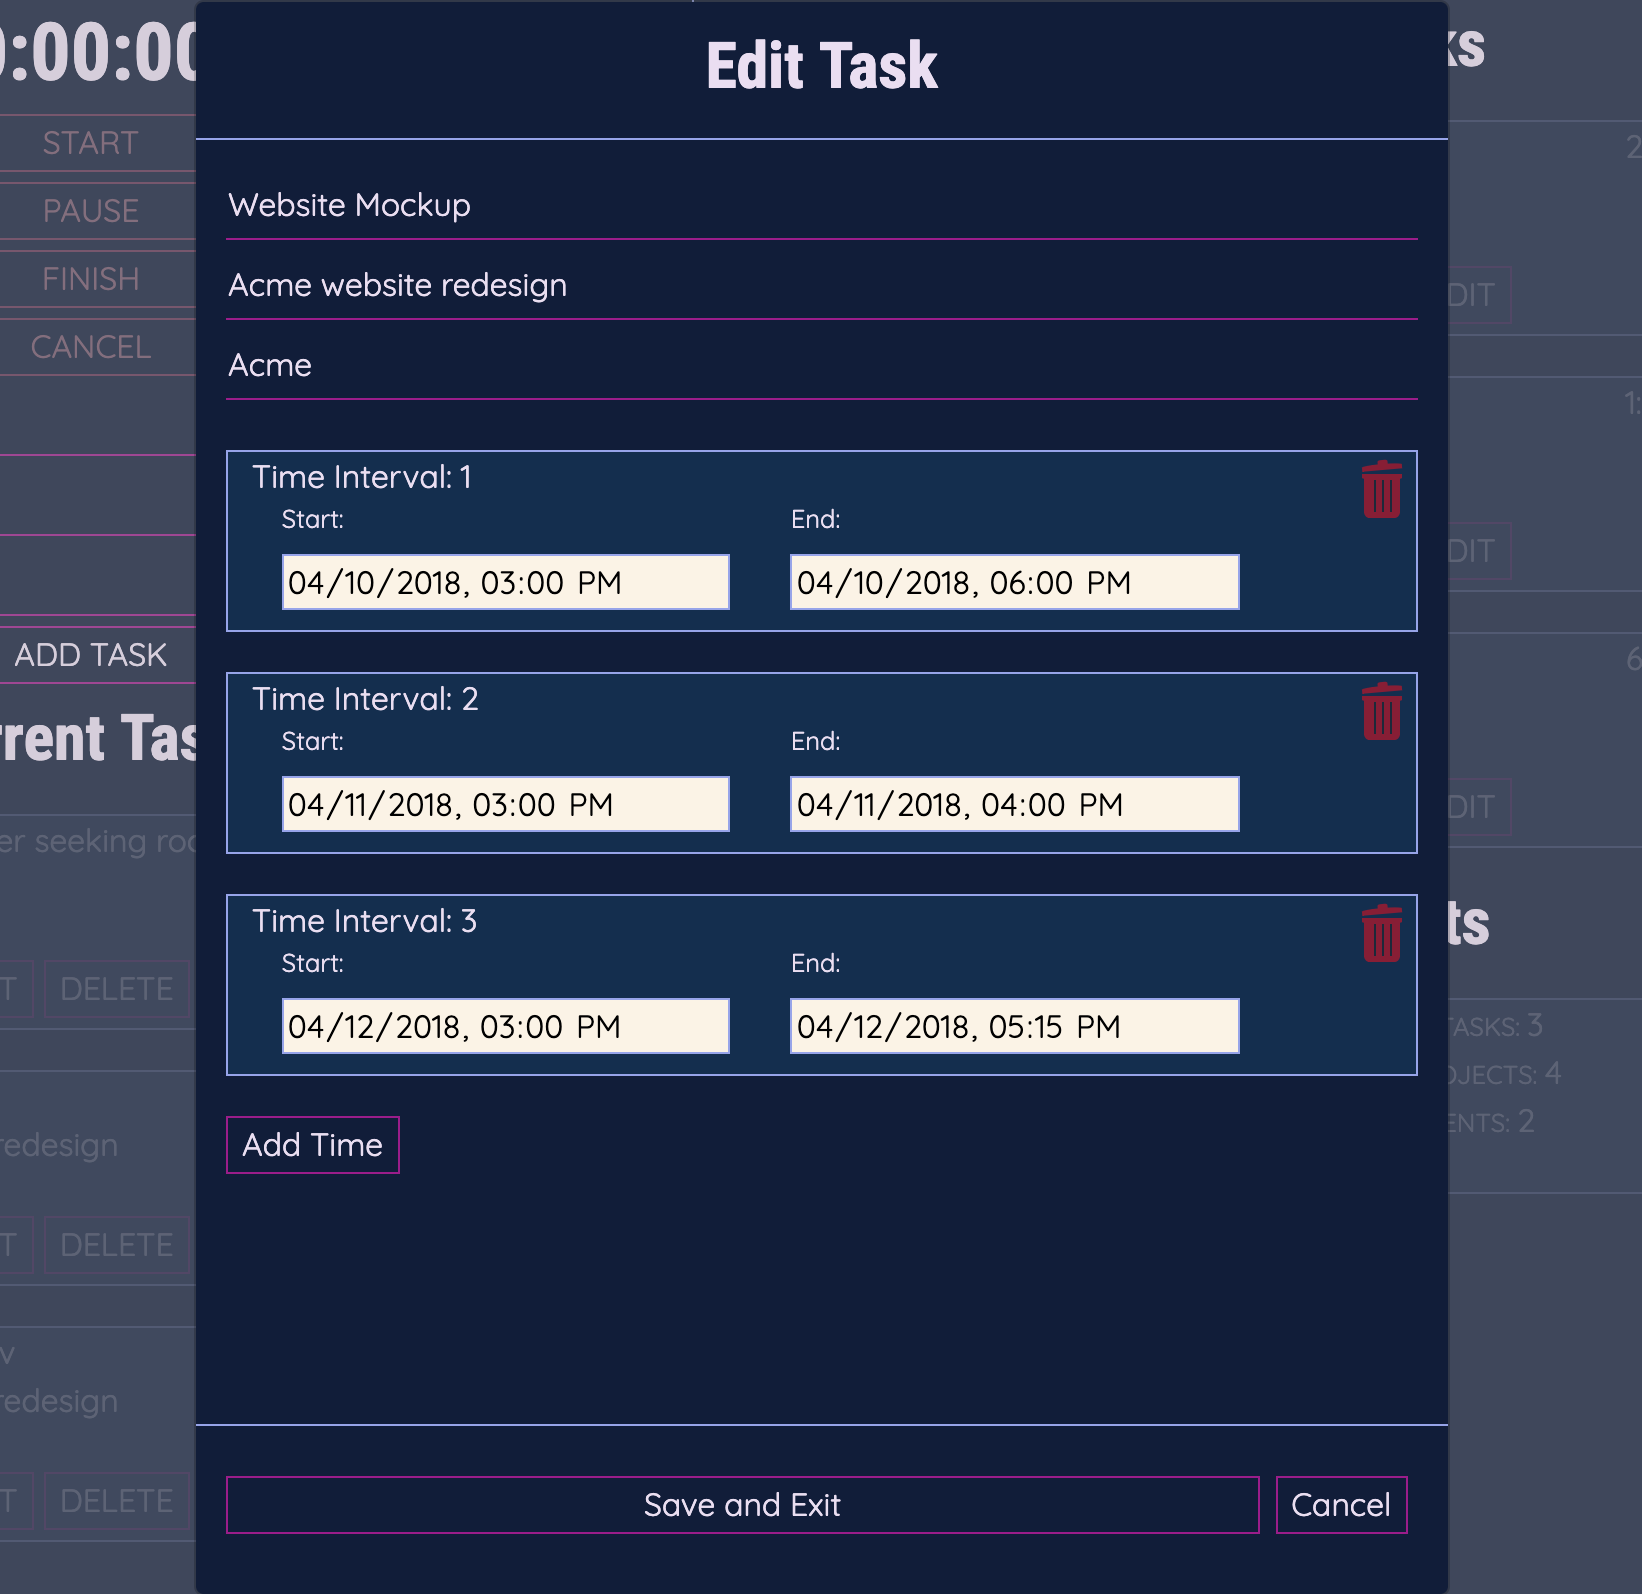 Edit Task
Website Mockup
Acme website redesign
Acme
Time Interval: 1
Start:
End:
04/10/2018, 03:00 PM
04/10/2018, 06:00 PM
Time Interval: 2
Start:
End:
04/11/2018, 03:00 PM
04/11/2018, 04:00 PM
Time Interval: 3
Start:
End:
04/12/2018, 03:00 PM
04/12/2018, 05:15 PM
Add Time
Save and Exit
Cancel
:00:00
START
PAUSE
FINISH
CANCEL
ADD TASK
rrent Tas
er seeking roc
DELETE
redesign
DELETE
redesign
DELETE
ks
DIT
DIT
DIT
ts
TASKS: 3
OJECTS: 4
ENTS: 2